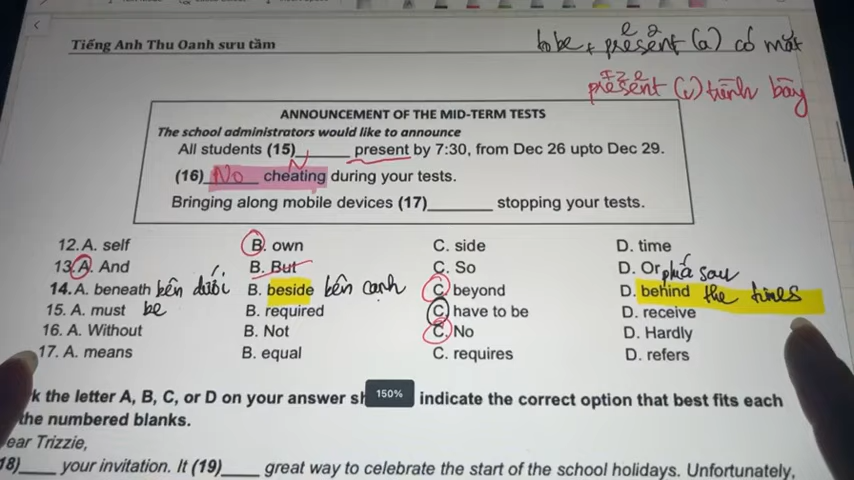 Tiếng Anh Thu Oanh sưu tầm
to be + present (a) có mặt
present (v) trình bày
ANNOUNCEMENT OF THE MID-TERM TESTS
The school administrators would like to announce
All students (15)______ present by 7:30, from Dec 26 upto Dec 29.
N
(16) No cheating during your tests.
Bringing along mobile devices (17)______ stopping your tests.
12. A. self B. own C. side D. time
13. A. And B. But C. So D. Or phía sau
14. A. beneath bên dưới B. beside bên cạnh C. beyond D. behind the times
15. A. must be B. required C. have to be D. receive
16. A. Without B. Not C. No D. Hardly
17. A. means B. equal C. requires D. refers
k the letter A, B, C, or D on your answer sh 150% indicate the correct option that best fits each
the numbered blanks.
ear Trizzie,
18)____ your invitation. It (19)____ great way to celebrate the start of the school holidays. Unfortunately,